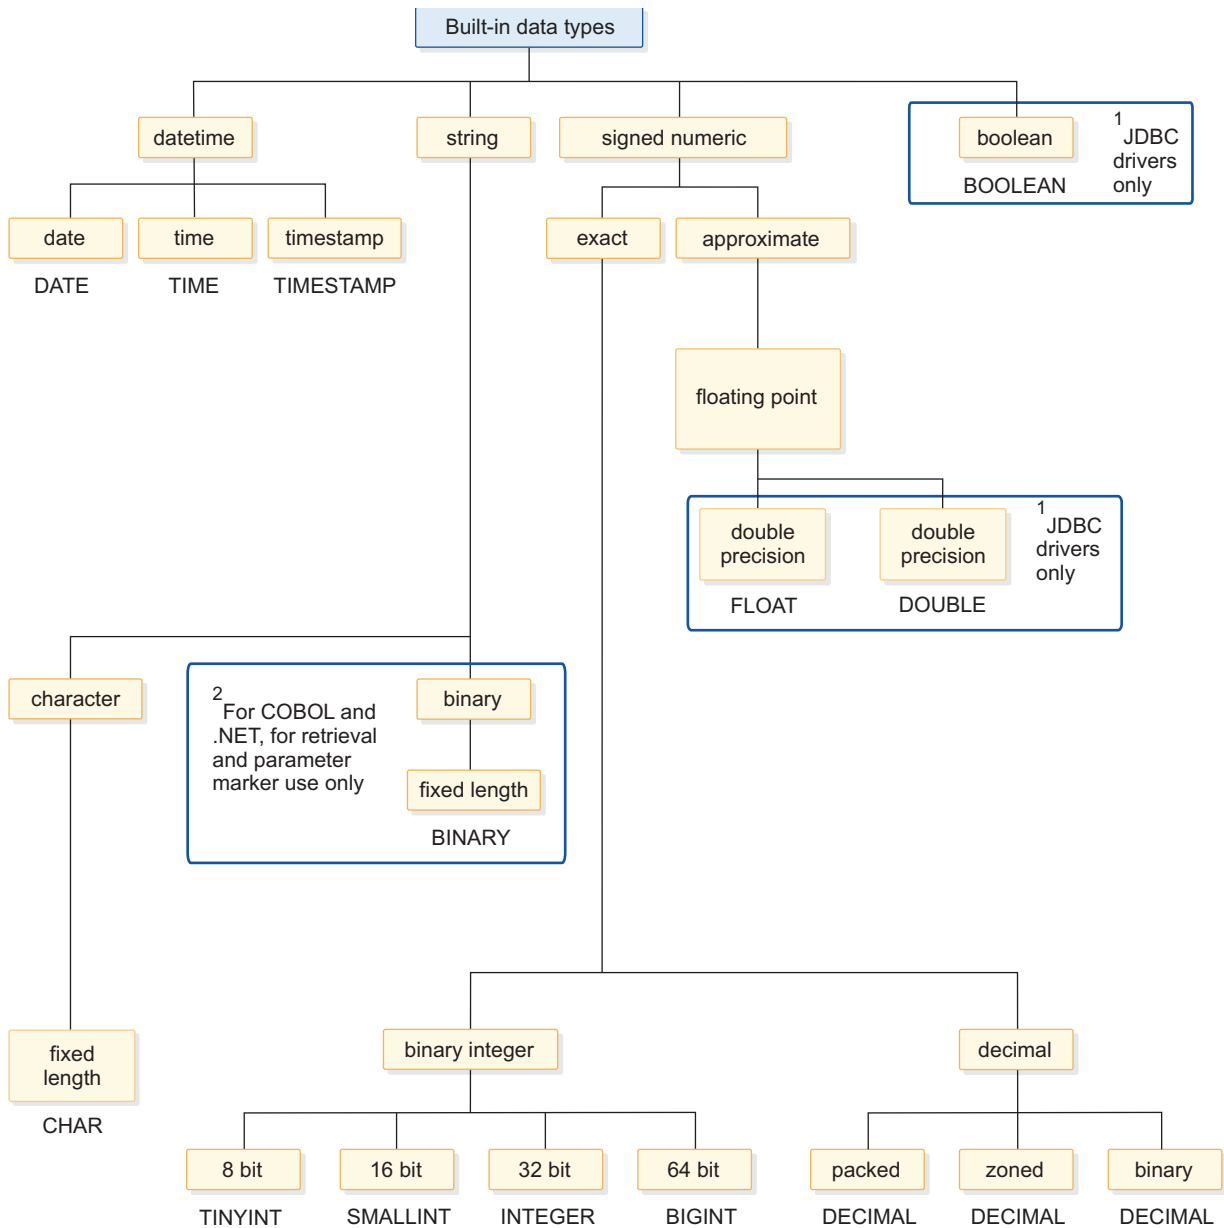 Built-in data types
datetime
string
signed numeric
boolean
BOOLEAN
1
JDBC
drivers
only
date
time
timestamp
exact
approximate
DATE
TIME
TIMESTAMP
floating point
double
precision
double
precision
1
JDBC
drivers
only
FLOAT
DOUBLE
character
2
For COBOL and
.NET, for retrieval
and parameter
marker use only
binary
fixed length
BINARY
fixed
length
CHAR
binary integer
decimal
8 bit
16 bit
32 bit
64 bit
packed
zoned
binary
TINYINT
SMALLINT
INTEGER
BIGINT
DECIMAL
DECIMAL
DECIMAL